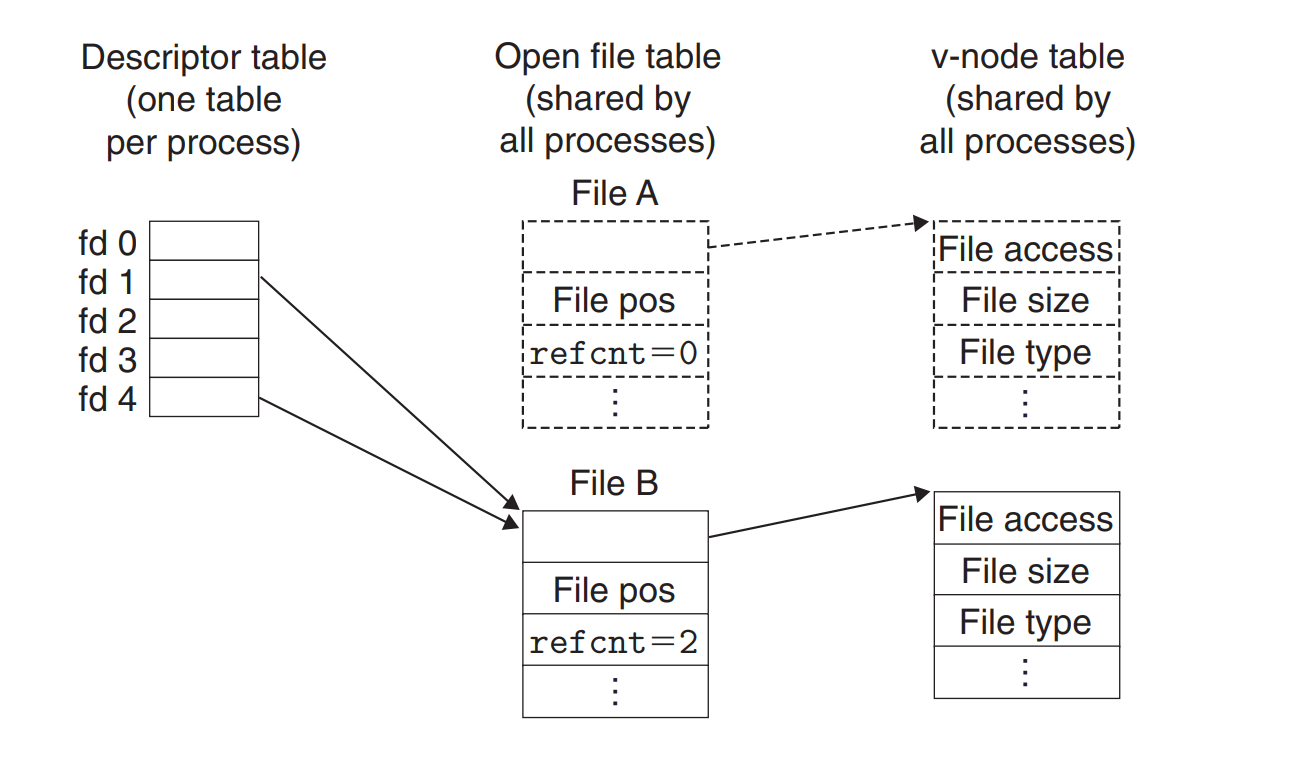 Descriptor table
(one table
per process)
Open file table
(shared by
all processes)
v-node table
(shared by
all processes)
fd 0
fd 1
fd 2
fd 3
fd 4
File A
File pos
refcnt=0
⋮
File access
File size
File type
⋮
File B
File pos
refcnt=2
⋮
File access
File size
File type
⋮